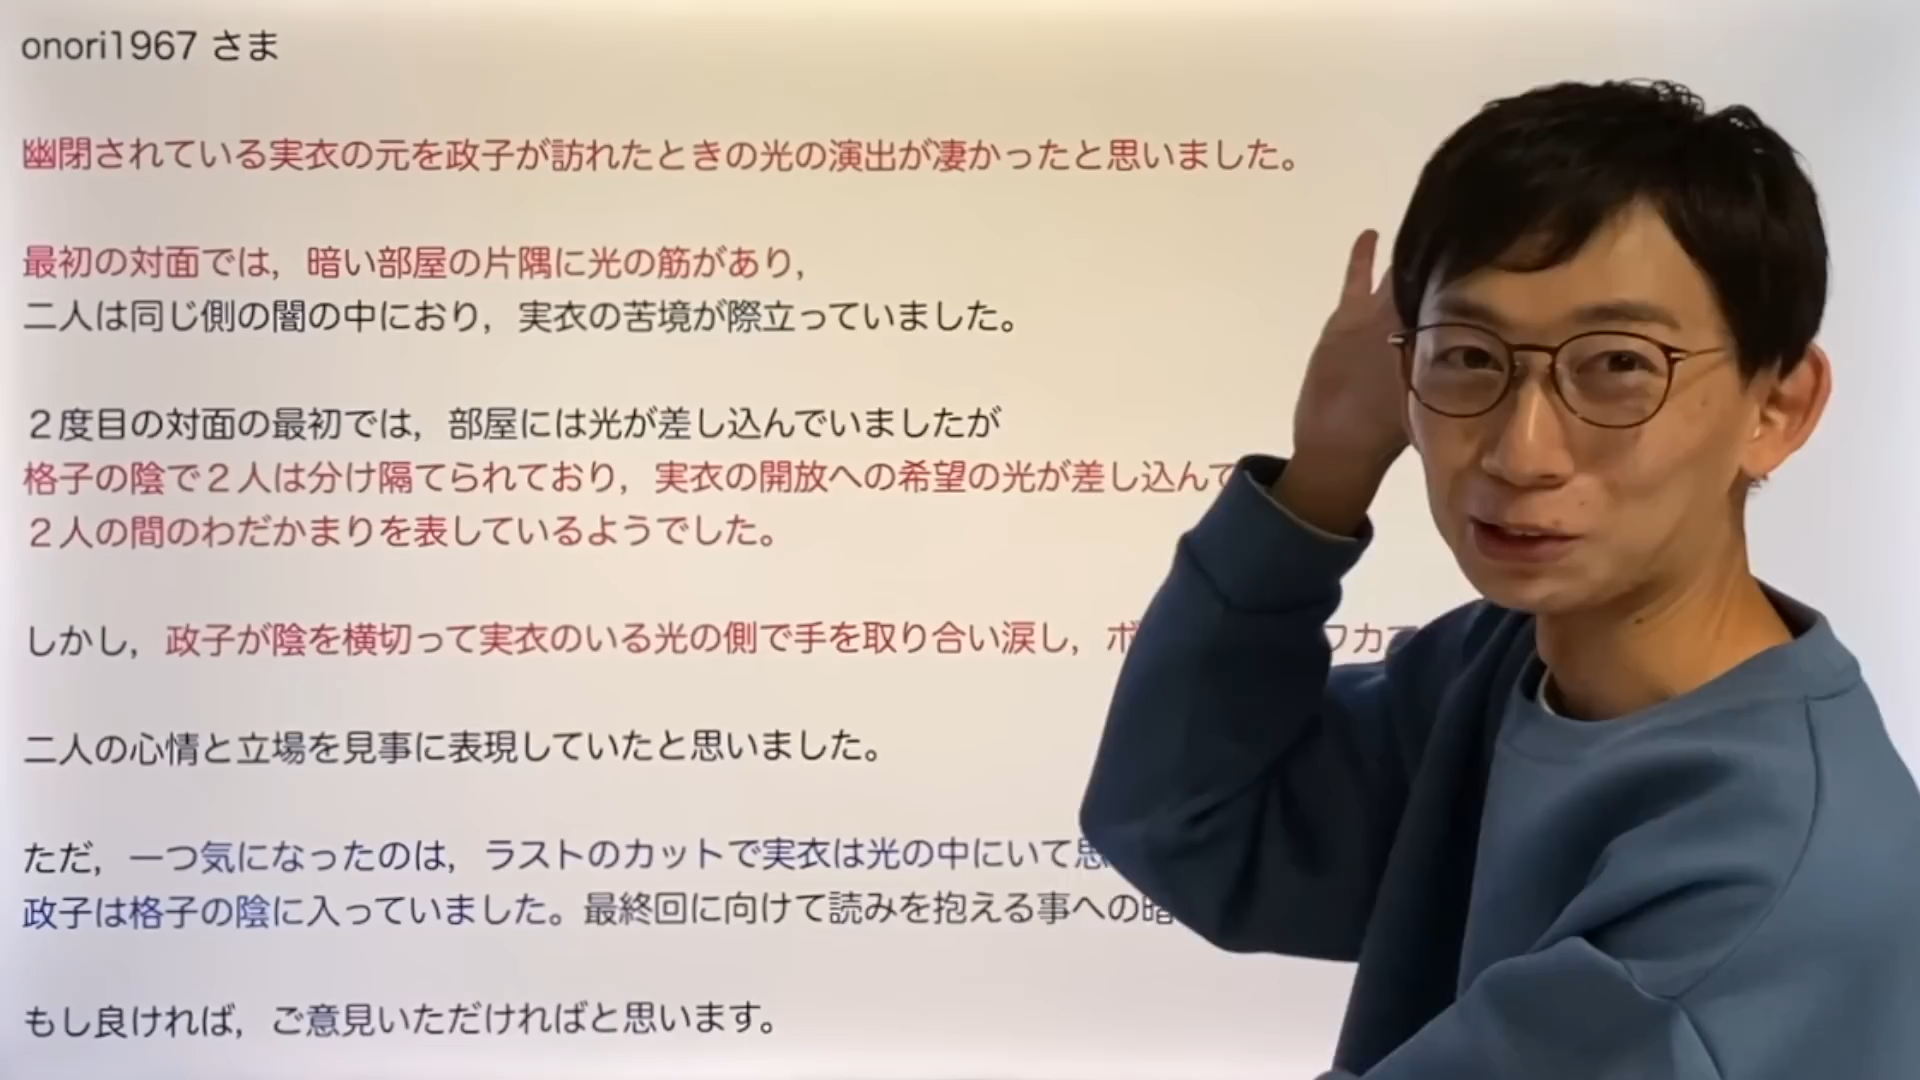 onori1967 さま
幽閉されている実衣の元を政子が訪れたときの光の演出が凄かったと思いました。
最初の対面では，暗い部屋の片隅に光の筋があり，
二人は同じ側の闇の中におり，実衣の苦境が際立っていました。
２度目の対面の最初では，部屋には光が差し込んでいましたが
格子の陰で２人は分け隔てられており，実衣の開放への希望の光が差し込んで
２人の間のわだかまりを表しているようでした。
しかし，政子が陰を横切って実衣のいる光の側で手を取り合い涙し，ボ
二人の心情と立場を見事に表現していたと思いました。
ただ，一つ気になったのは，ラストのカットで実衣は光の中にいて思
政子は格子の陰に入っていました。最終回に向けて読みを抱える事への暗
もし良ければ，ご意見いただければと思います。